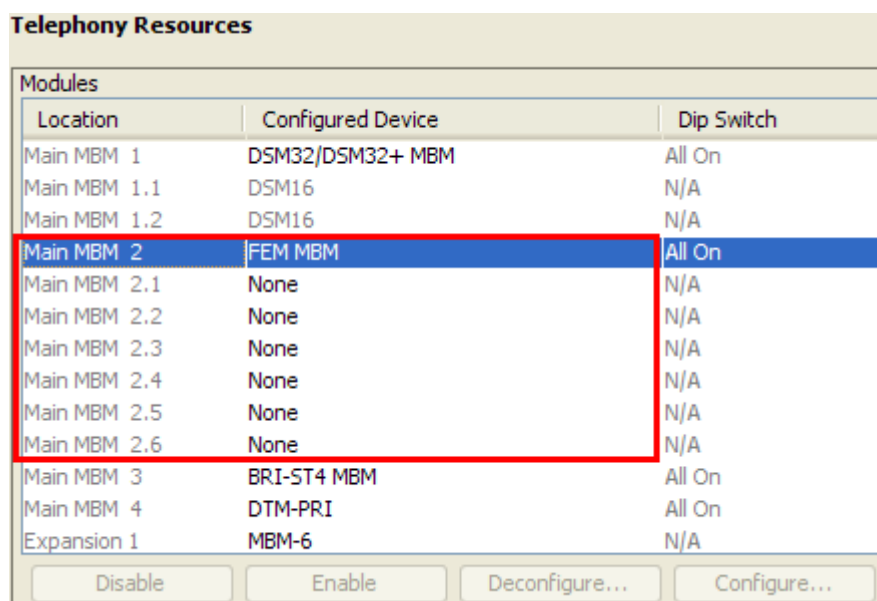 Telephony Resources
Modules
Location Configured Device Dip Switch
Main MBM 1 DSM32/DSM32+ MBM All On
Main MBM 1.1 DSM16 N/A
Main MBM 1.2 DSM16 N/A
Main MBM 2 FEM MBM All On
Main MBM 2.1 None N/A
Main MBM 2.2 None N/A
Main MBM 2.3 None N/A
Main MBM 2.4 None N/A
Main MBM 2.5 None N/A
Main MBM 2.6 None N/A
Main MBM 3 BRI-ST4 MBM All On
Main MBM 4 DTM-PRI All On
Expansion 1 MBM-6 N/A
Disable Enable Deconfigure... Configure...